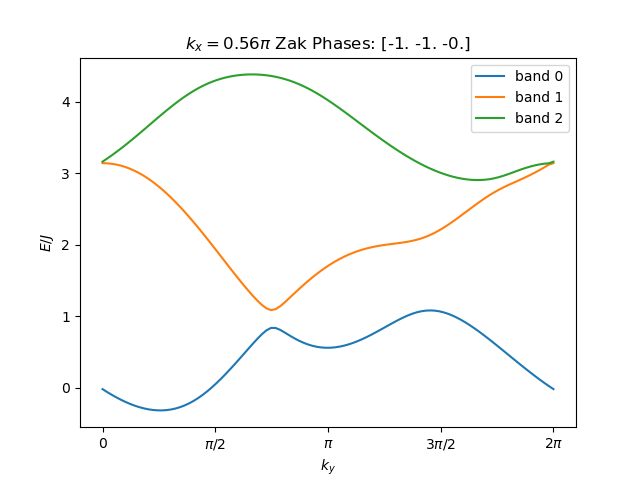 $k_x = 0.56\pi$ Zak Phases: [-1. -1. -0.]
band 0
band 1
band 2
E/J
4
3
2
1
0
0 π/2 π 3π/2 2π
$k_y$